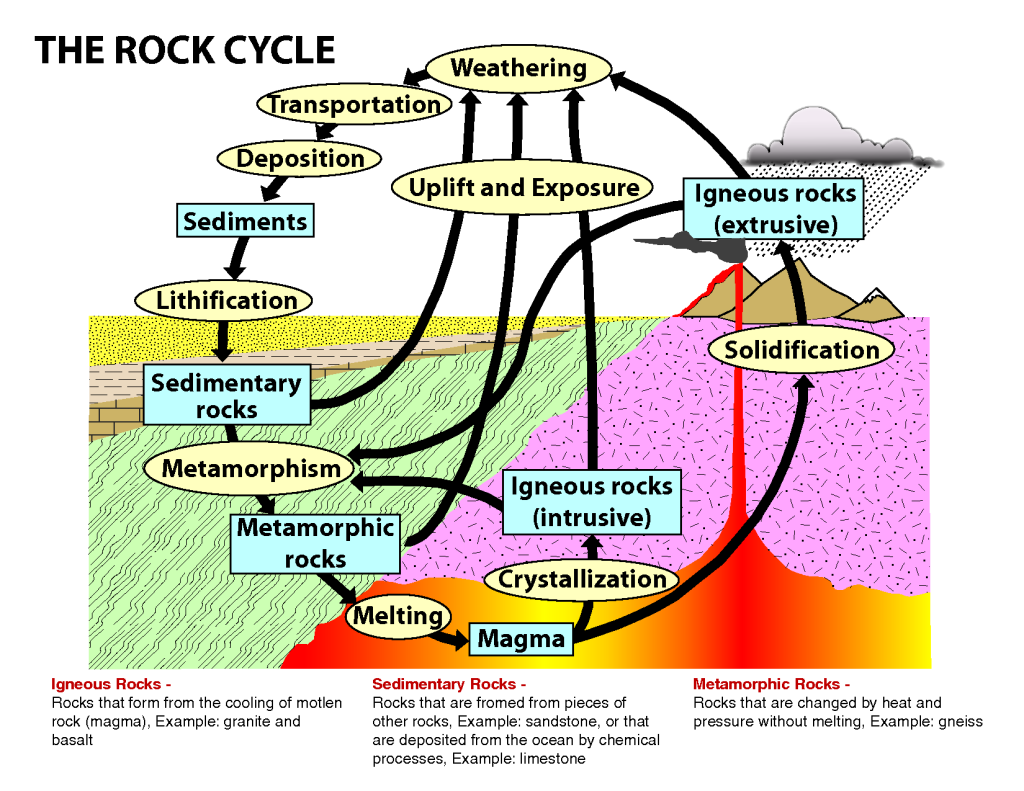 THE ROCK CYCLE
Weathering
Transportation
Deposition
Uplift and Exposure
Sediments
Igneous rocks
(extrusive)
Lithification
Solidification
Sedimentary
rocks
Metamorphism
Igneous rocks
(intrusive)
Metamorphic
rocks
Crystallization
Melting
Magma
Igneous Rocks -
Rocks that form from the cooling of motlen
rock (magma), Example: granite and
basalt
Sedimentary Rocks -
Rocks that are fromed from pieces of
other rocks, Example: sandstone, or that
are deposited from the ocean by chemical
processes, Example: limestone
Metamorphic Rocks -
Rocks that are changed by heat and
pressure without melting, Example: gneiss